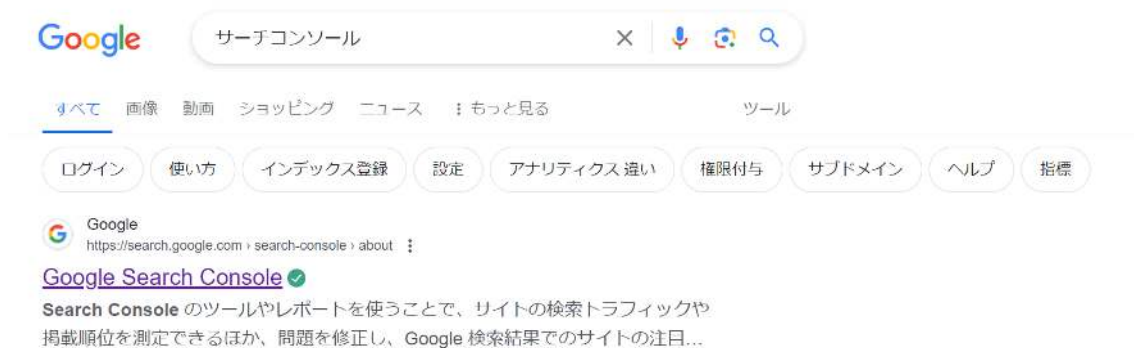 Google サーチコンソール
すべて 画像 動画 ショッピング ニュース もっと見る ツール
ログイン 使い方 インデックス登録 設定 アナリティクス 違い 権限付与 サブドメイン ヘルプ 指標
Google
https://search.google.com › search-console › about
Google Search Console
Search Console のツールやレポートを使うことで、サイトの検索トラフィックや
掲載順位を測定できるほか、問題を修正し、Google 検索結果でのサイトの注目...